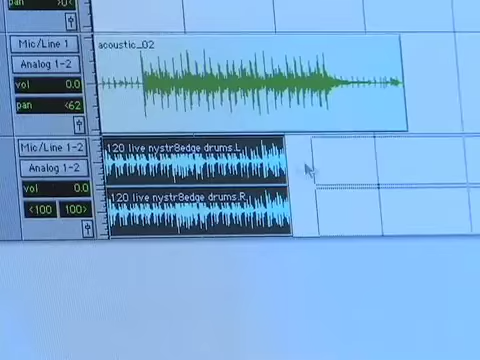 pan
Mic/Line 1
Analog 1-2
vol 0.0
pan <62
acoustic_02
Mic/Line 1-2
Analog 1-2
vol 0.0
<100 100>
120 live nystr8edge drums.L
120 live nystr8edge drums.R